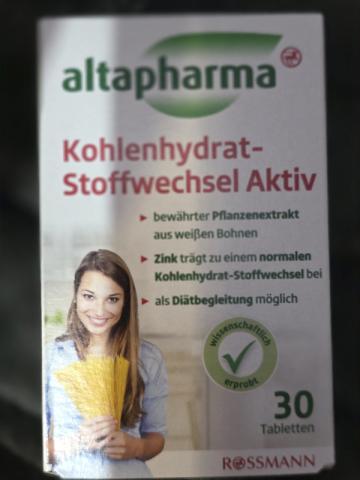 altapharma
Kohlenhydrat-
Stoffwechsel Aktiv
bewährter Pflanzenextrakt
aus weißen Bohnen
Zink trägt zu einem normalen
Kohlenhydrat-Stoffwechsel bei
als Diätbegleitung möglich
wissenschaftlich
erprobt
30
Tabletten
ROSSMANN